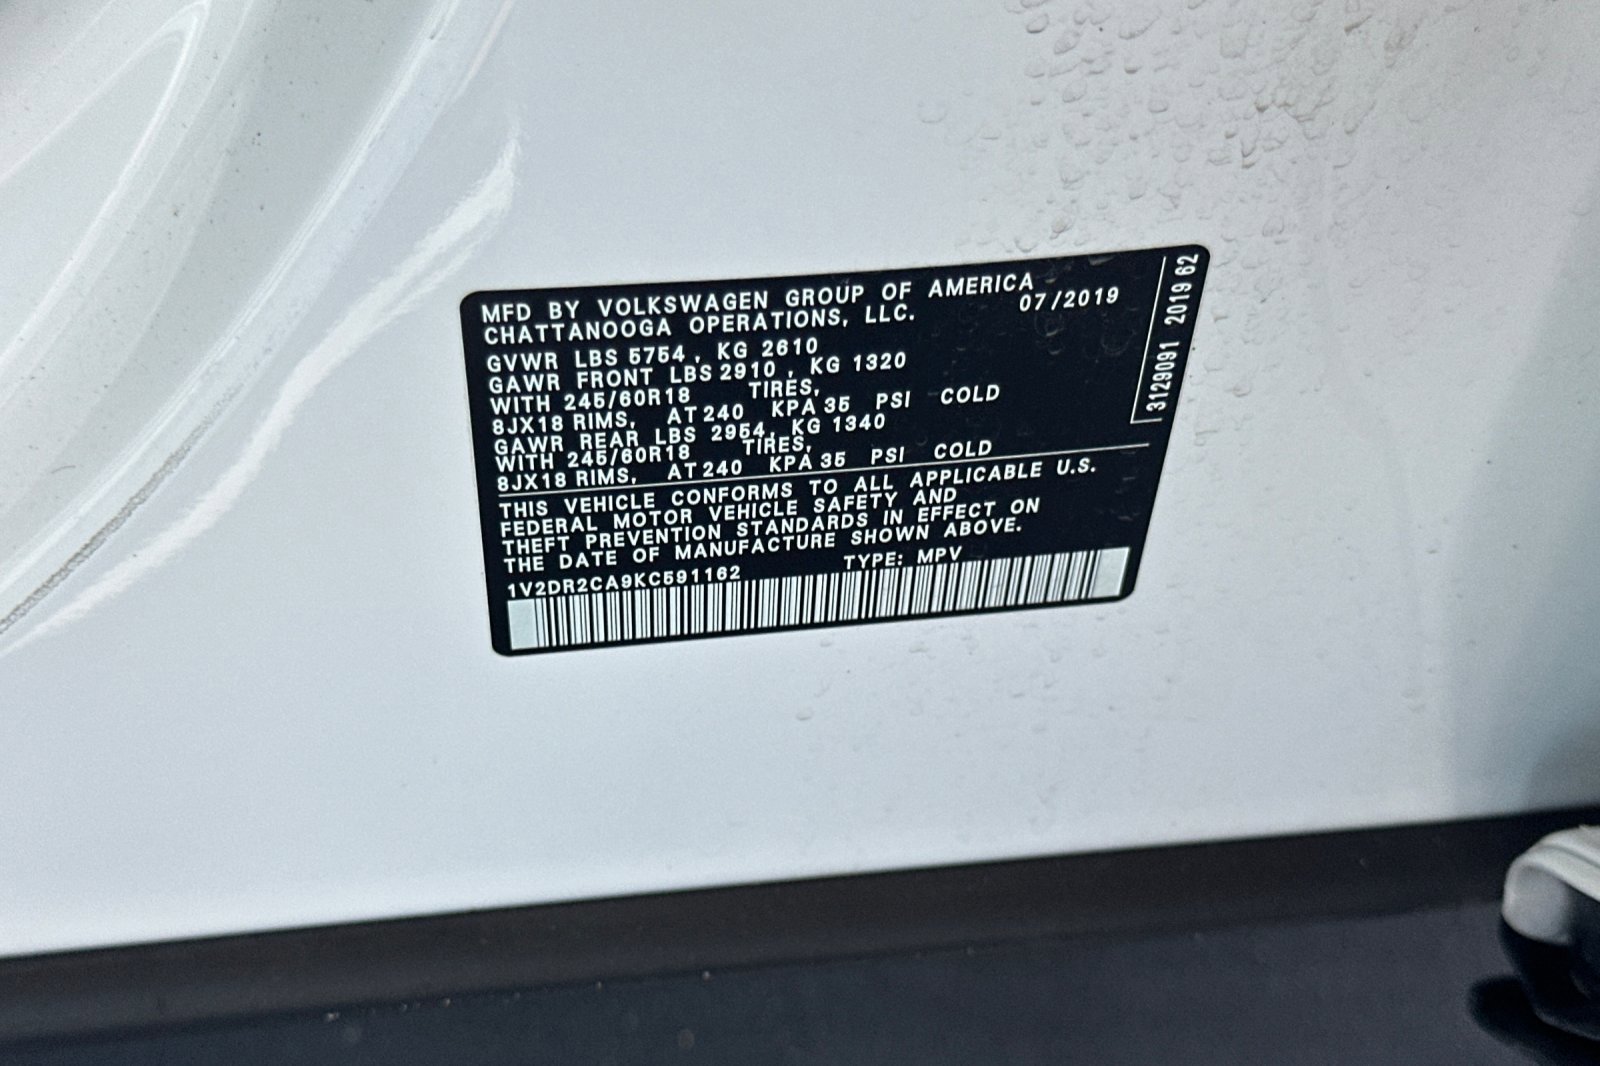 MFD BY VOLKSWAGEN GROUP OF AMERICA
CHATTANOOGA OPERATIONS, LLC. 07/2019
GVWR LBS 5754, KG 2610
GAWR FRONT LBS 2910, KG 1320
WITH 245/60R18 TIRES,
8JX18 RIMS, AT 240 KPA 35 PSI COLD
GAWR REAR LBS 2954, KG 1340
WITH 245/60R18 TIRES,
8JX18 RIMS, AT 240 KPA 35 PSI COLD
THIS VEHICLE CONFORMS TO ALL APPLICABLE U.S.
FEDERAL MOTOR VEHICLE SAFETY AND
THEFT PREVENTION STANDARDS IN EFFECT ON
THE DATE OF MANUFACTURE SHOWN ABOVE.
1V2DR2CA9KC591162 TYPE: MPV
3129091 2019 62